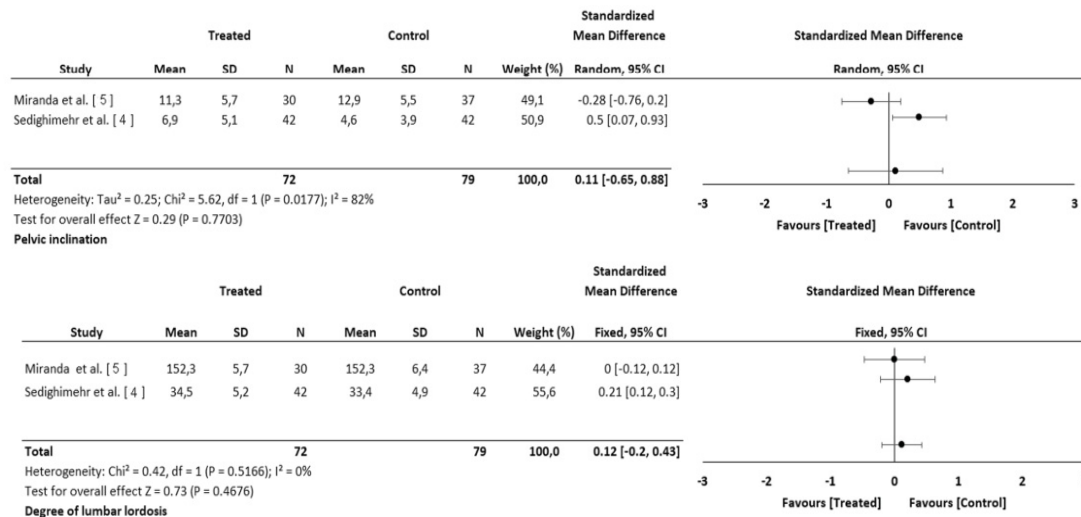 Standardized
Treated Control Mean Difference Standardized Mean Difference
Study Mean SD N Mean SD N Weight (%) Random, 95% CI Random, 95% CI
Miranda et al. [ 5 ] 11,3 5,7 30 12,9 5,5 37 49,1 -0.28 [-0.76, 0.2]
Sedighimehr et al. [ 4 ] 6,9 5,1 42 4,6 3,9 42 50,9 0.5 [0.07, 0.93]
Total 72 79 100,0 0.11 [-0.65, 0.88]
Heterogeneity: Tau² = 0.25; Chi² = 5.62, df = 1 (P = 0.0177); I² = 82%
-3 -2 -1 0 1 2 3
Test for overall effect Z = 0.29 (P = 0.7703)
Favours [Treated] Favours [Control]
Pelvic inclination
Standardized
Treated Control Mean Difference Standardized Mean Difference
Study Mean SD N Mean SD N Weight (%) Fixed, 95% CI Fixed, 95% CI
Miranda et al. [ 5 ] 152,3 5,7 30 152,3 6,4 37 44,4 0 [-0.12, 0.12]
Sedighimehr et al. [ 4 ] 34,5 5,2 42 33,4 4,9 42 55,6 0.21 [0.12, 0.3]
Total 72 79 100,0 0.12 [-0.2, 0.43]
Heterogeneity: Chi² = 0.42, df = 1 (P = 0.5166); I² = 0%
-3 -2 -1 0 1 2
Test for overall effect Z = 0.73 (P = 0.4676)
Favours [Treated] Favours [Control]
Degree of lumbar lordosis